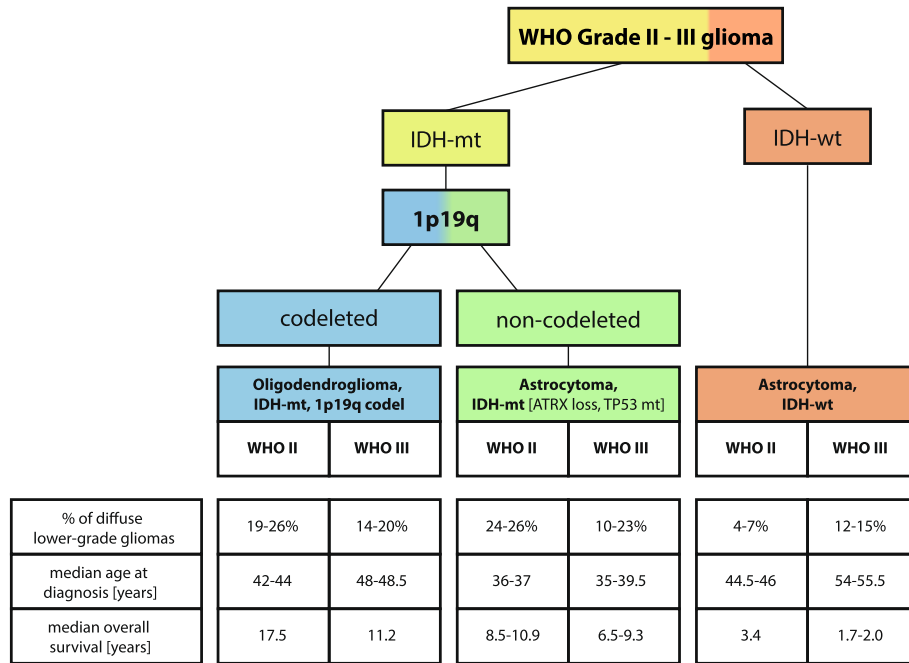 WHO Grade II - III glioma
IDH-mt
IDH-wt
1p19q
codeleted
non-codeleted
Oligodendroglioma,
IDH-mt, 1p19q codel
Astrocytoma,
IDH-mt [ATRX loss, TP53 mt]
Astrocytoma,
IDH-wt
WHO II WHO III WHO II WHO III WHO II WHO III
% of diffuse
lower-grade gliomas
19-26% 14-20% 24-26% 10-23% 4-7% 12-15%
median age at
diagnosis [years]
42-44 48-48.5 36-37 35-39.5 44.5-46 54-55.5
median overall
survival [years]
17.5 11.2 8.5-10.9 6.5-9.3 3.4 1.7-2.0